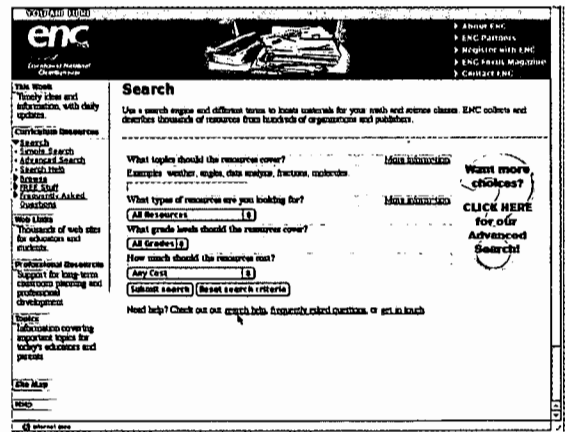 enc
Eisenhower National
Clearinghouse
About ENC
ENC Partners
Register with ENC
ENC Focus Magazine
Contact ENC
This Week
Timely ideas and
information, with daily
updates.
Curriculum Resources
Search
Simple Search
Advanced Search
Search Help
Browse
FREE Stuff
Frequently Asked
Questions
Web Links
Thousands of web sites
for educators and
students.
Professional Resources
Support for long-term
classroom planning and
professional
development
Topics
Information covering
important topics for
today's educators and
parents
Site Map
Search
Use a search engine and different terms to locate materials for your math and science classes. ENC collects and
describes thousands of resources from hundreds of organizations and publishers.
What topics should the resources cover? More information
Examples: weather, angles, data analysis, fractions, molecules.
What types of resources are you looking for? More information
All Resources
What grade levels should the resources cover?
All Grades
How much should the resources cost?
Any Cost
Submit search Reset search criteria
Need help? Check out our search help, frequently asked questions, or get in touch
Want more
choices?
CLICK HERE
for our
Advanced
Search!
Internet zone